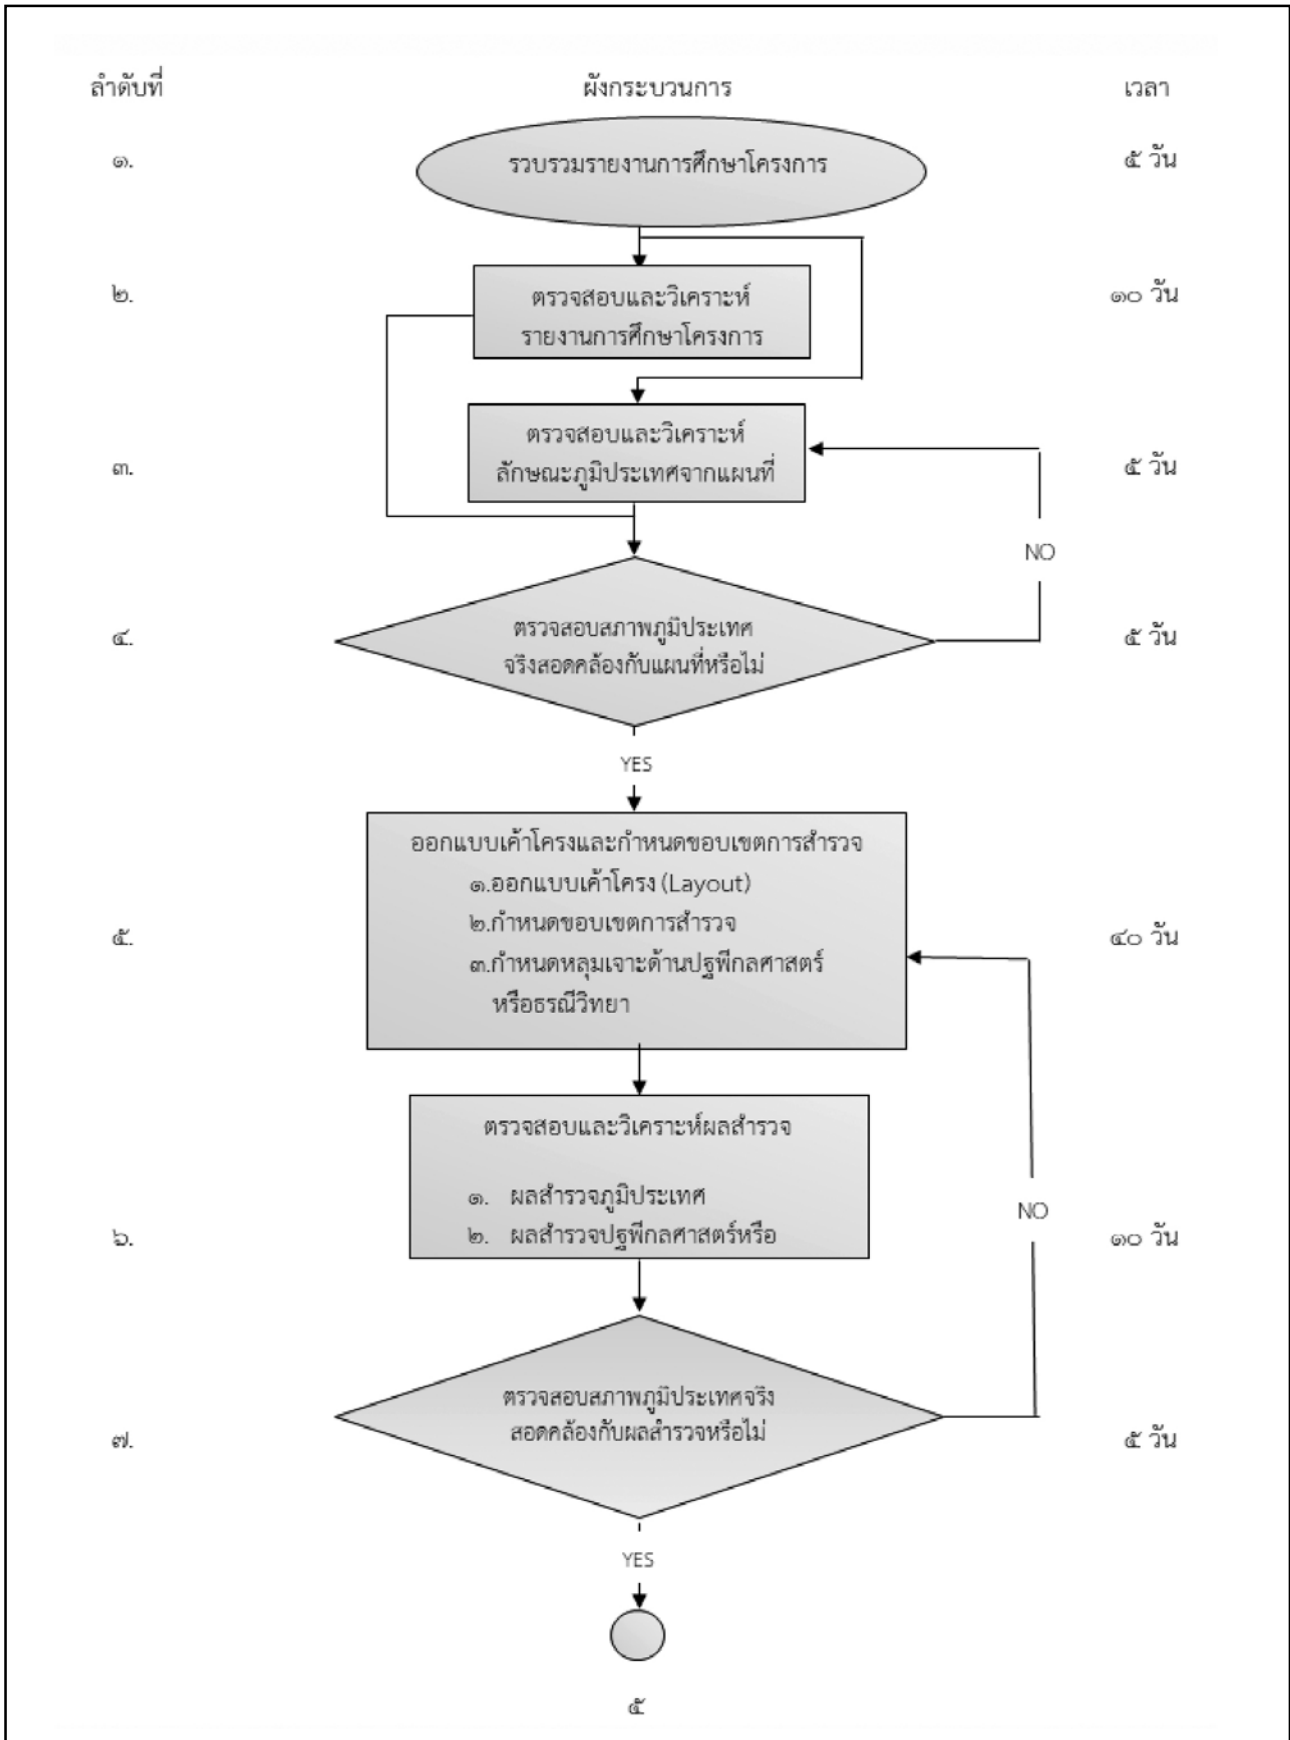 ลำดับที่ ผังกระบวนการ เวลา
๑. รวบรวมรายงานการศึกษาโครงการ ๕ วัน
๒. ตรวจสอบและวิเคราะห์ ๑๐ วัน
รายงานการศึกษาโครงการ
ตรวจสอบและวิเคราะห์
๓. ลักษณะภูมิประเทศจากแผนที่ ๕ วัน
NO
๔. ตรวจสอบสภาพภูมิประเทศ ๕ วัน
จริงสอดคล้องกับแผนที่หรือไม่
YES
ออกแบบเค้าโครงและกำหนดขอบเขตการสำรวจ
๑.ออกแบบเค้าโครง (Layout)
๒.กำหนดขอบเขตการสำรวจ
๕. ๔๐ วัน
๓.กำหนดหลุมเจาะด้านปฐพีกลศาสตร์
หรือธรณีวิทยา
ตรวจสอบและวิเคราะห์ผลสำรวจ
๑. ผลสำรวจภูมิประเทศ
NO
๖. ๒. ผลสำรวจปฐพีกลศาสตร์หรือ ๑๐ วัน
ตรวจสอบสภาพภูมิประเทศจริง
สอดคล้องกับผลสำรวจหรือไม่
๗. ๕ วัน
YES
๕